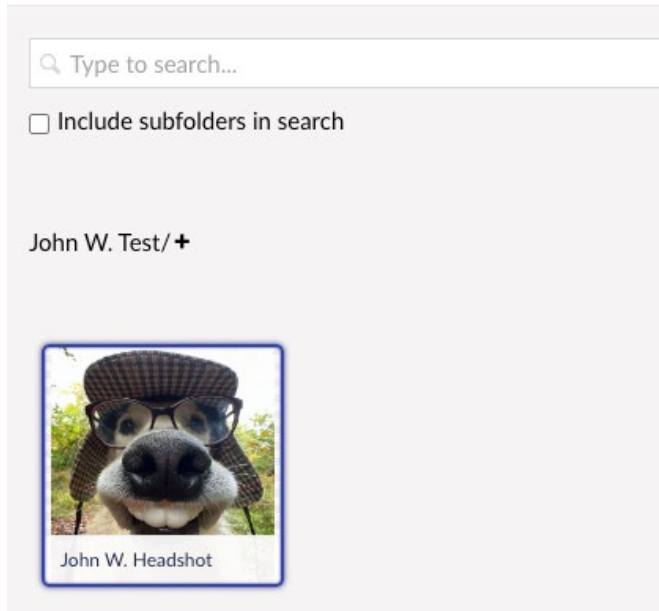 Type to search...
Include subfolders in search
John W. Test/+
John W. Headshot